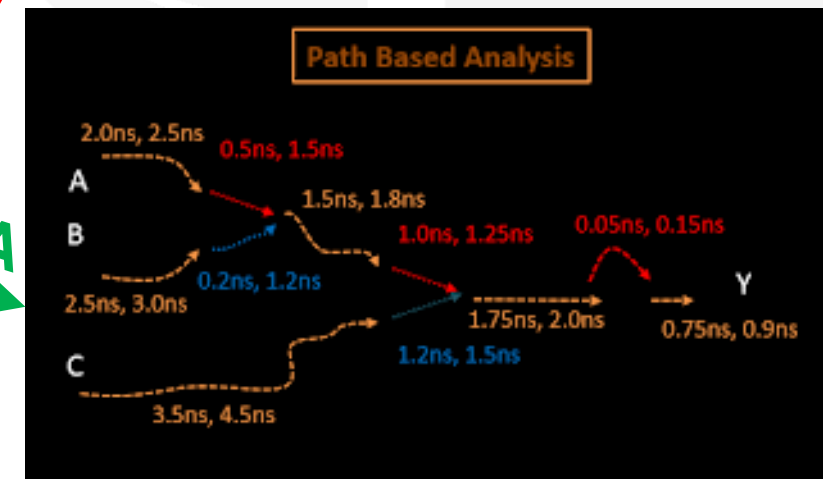 Path Based Analysis
2.0ns, 2.5ns
0.5ns, 1.5ns
A
1.5ns, 1.8ns
B
1.0ns, 1.25ns
0.05ns, 0.15ns
A
0.2ns, 1.2ns
Y
2.5ns, 3.0ns
1.75ns, 2.0ns
0.75ns, 0.9ns
C
1.2ns, 1.5ns
3.5ns, 4.5ns